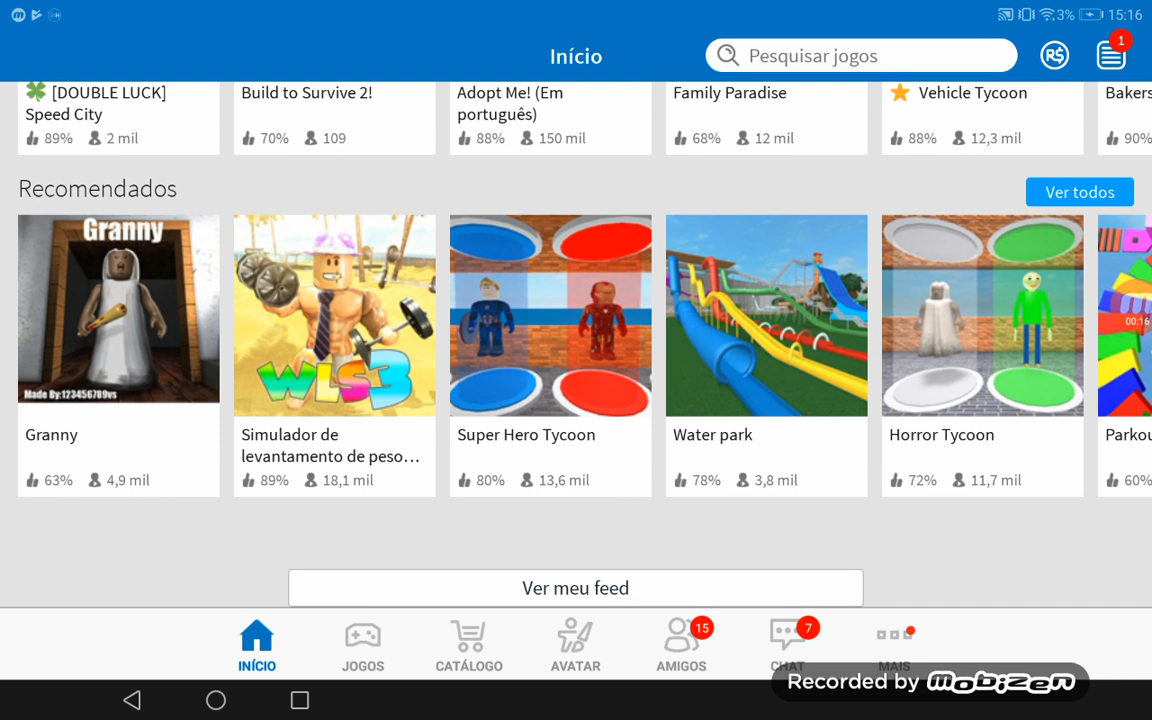 3% 15:16
Início
Pesquisar jogos
R$
1
[DOUBLE LUCK]
Speed City
89% 2 mil
Build to Survive 2!
70% 109
Adopt Me! (Em
português)
88% 150 mil
Family Paradise
68% 12 mil
Vehicle Tycoon
88% 12,3 mil
Bakers
90%
Recomendados
Ver todos
Granny
Made By:123456789vs
WLS3
00:16
Granny
63% 4,9 mil
Simulador de
levantamento de peso…
89% 18,1 mil
Super Hero Tycoon
80% 13,6 mil
Water park
78% 3,8 mil
Horror Tycoon
72% 11,7 mil
Parkou
60%
Ver meu feed
INÍCIO
JOGOS
CATÁLOGO
AVATAR
15
AMIGOS
7
CHAT
MAIS
Recorded by mobizen